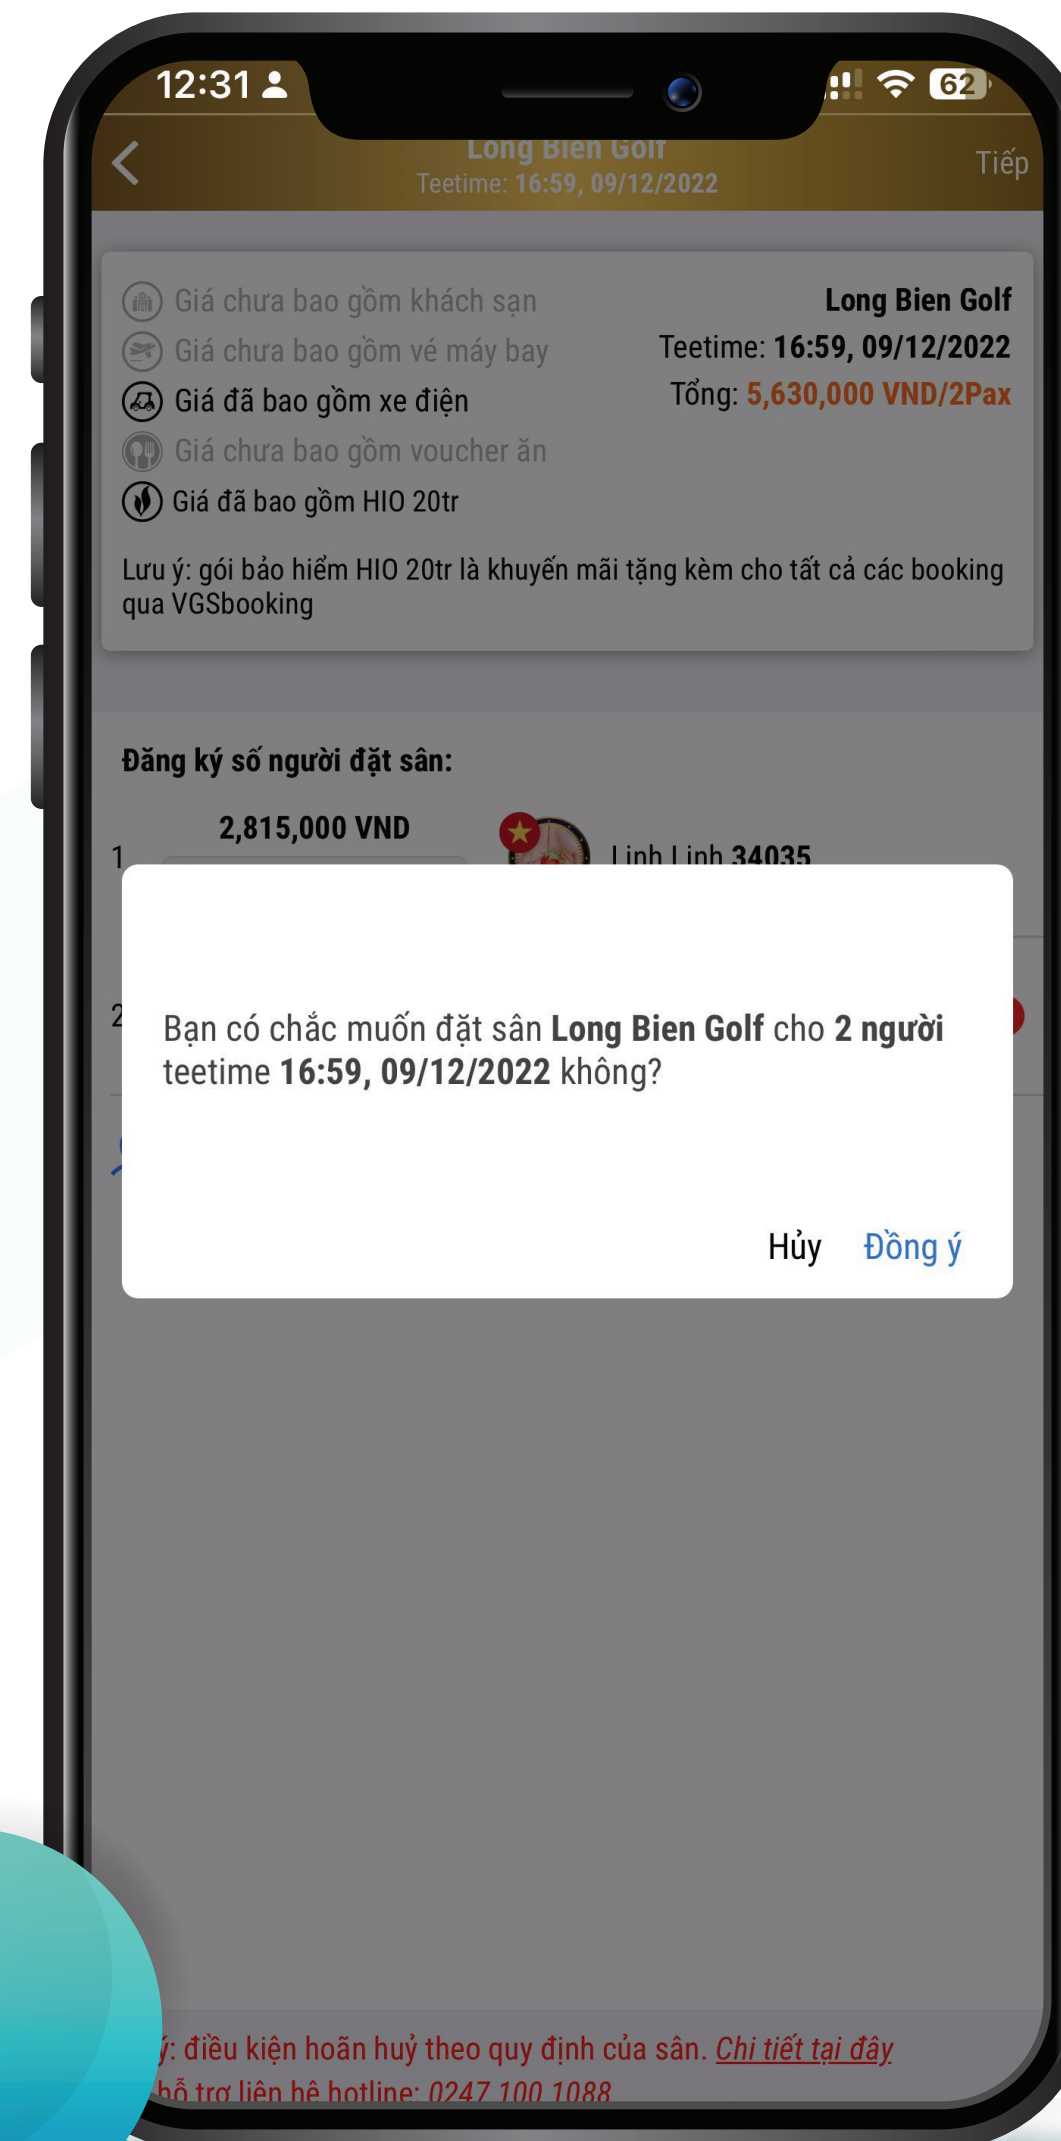 12:31
62
Long Bien Golf
Teetime: 16:59, 09/12/2022
Tiếp
Giá chưa bao gồm khách sạn
Giá chưa bao gồm vé máy bay
Giá đã bao gồm xe điện
Giá chưa bao gồm voucher ăn
Giá đã bao gồm HIO 20tr
Long Bien Golf
Teetime: 16:59, 09/12/2022
Tổng: 5,630,000 VND/2Pax
Lưu ý: gói bảo hiểm HIO 20tr là khuyến mãi tặng kèm cho tất cả các booking
qua VGSbooking
Đăng ký số người đặt sân:
1
2,815,000 VND
Linh Linh 34035
2
Bạn có chắc muốn đặt sân Long Bien Golf cho 2 người
teetime 16:59, 09/12/2022 không?
Hủy
Đồng ý
ý: điều kiện hoãn huỷ theo quy định của sân. Chi tiết tại đây
hỗ trợ liên hệ hotline: 0247 100 1088